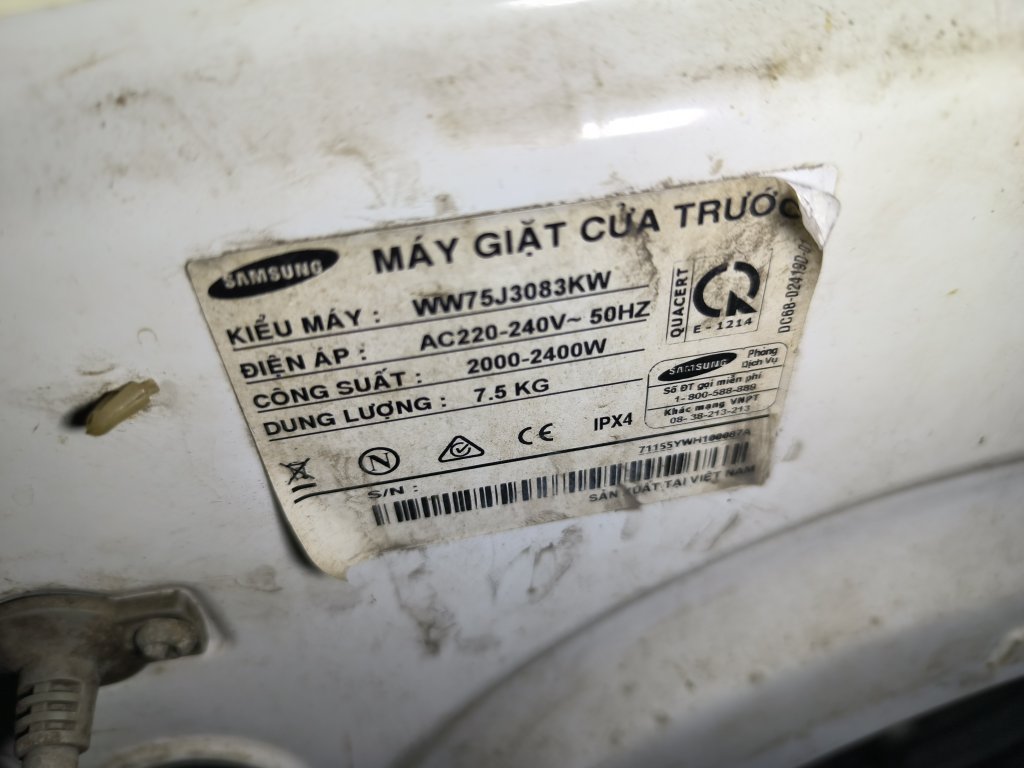 SAMSUNG
MÁY GIẶT CỬA TRƯỚC
KIỂU MÁY : WW75J3083KW
ĐIỆN ÁP : AC220-240V~ 50HZ
CÔNG SUẤT : 2000-2400W
DUNG LƯỢNG : 7.5 KG
QUACERT
E - 1214
SAMSUNG Phòng Dịch Vụ
Số ĐT gọi miễn phí
1-800-588-889
Khác mạng VNPT
08-38-213-213
N CE IPX4
S/N :
SẢN XUẤT TẠI VIỆT NAM